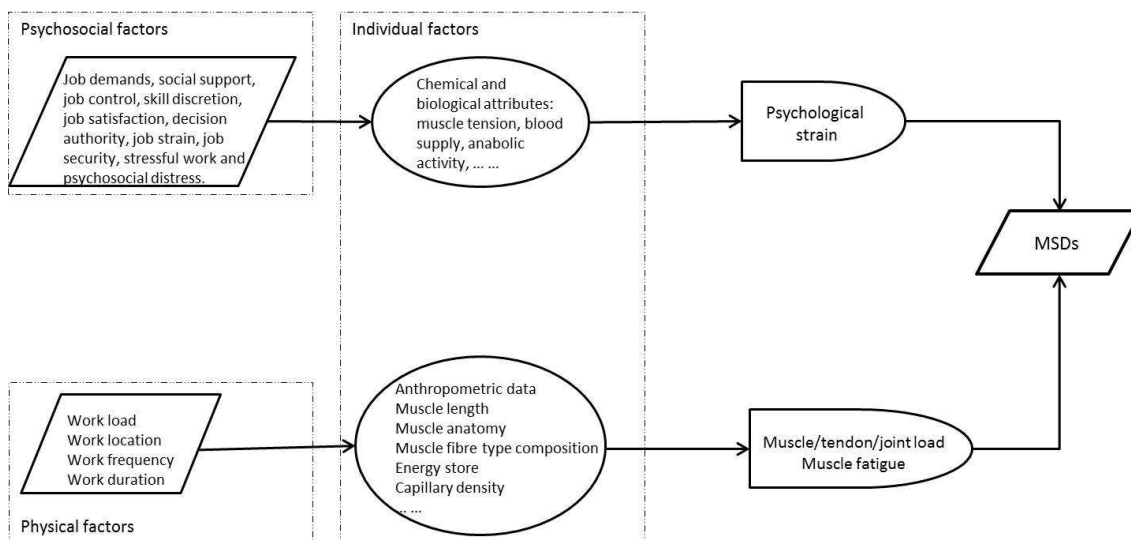 Psychosocial factors
Job demands, social support,
job control, skill discretion,
job satisfaction, decision
authority, job strain, job
security, stressful work and
psychosocial distress.
Individual factors
Chemical and
biological attributes:
muscle tension, blood
supply, anabolic
activity, ... ...
Psychological
strain
MSDs
Work load
Work location
Work frequency
Work duration
Physical factors
Anthropometric data
Muscle length
Muscle anatomy
Muscle fibre type composition
Energy store
Capillary density
... ...
Muscle/tendon/joint load
Muscle fatigue